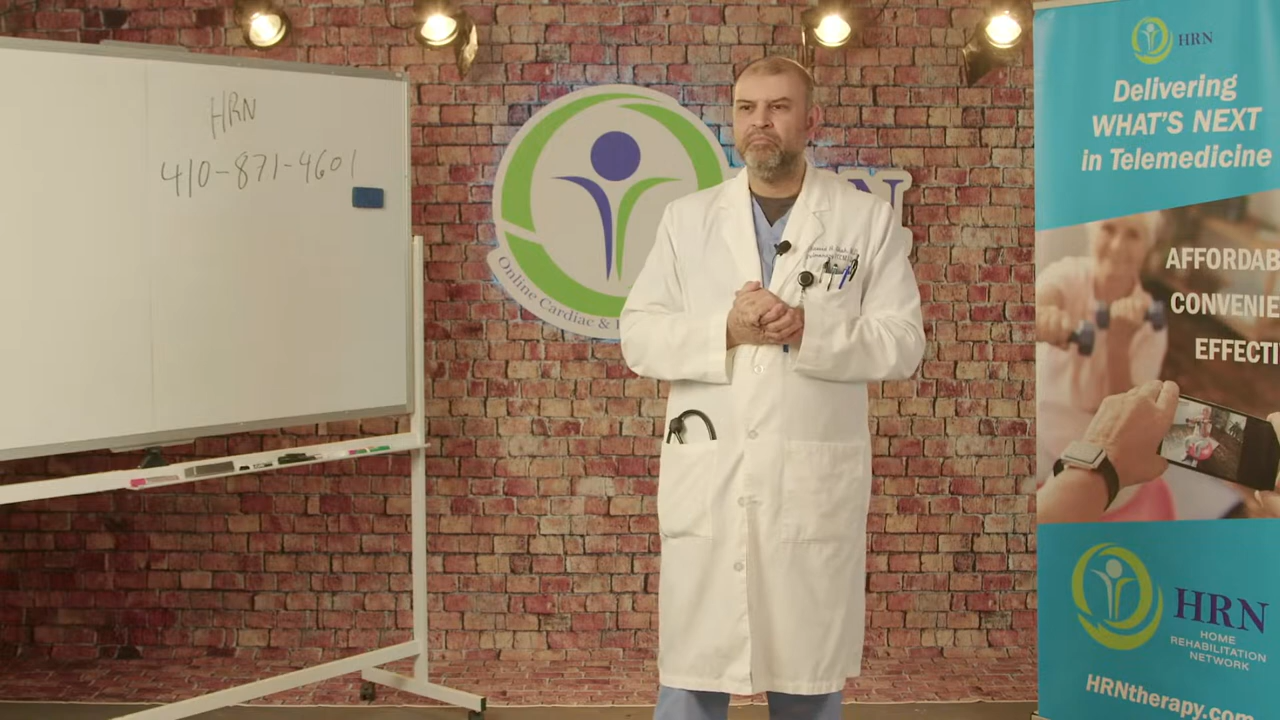 HRN
410-871-4601
Online Cardiac &
N
HRN
Delivering
WHAT'S NEXT
in Telemedicine
AFFORDAB
CONVENIE
EFFECTI
HRN
HOME
REHABILITATION
NETWORK
HRNtherapy.com